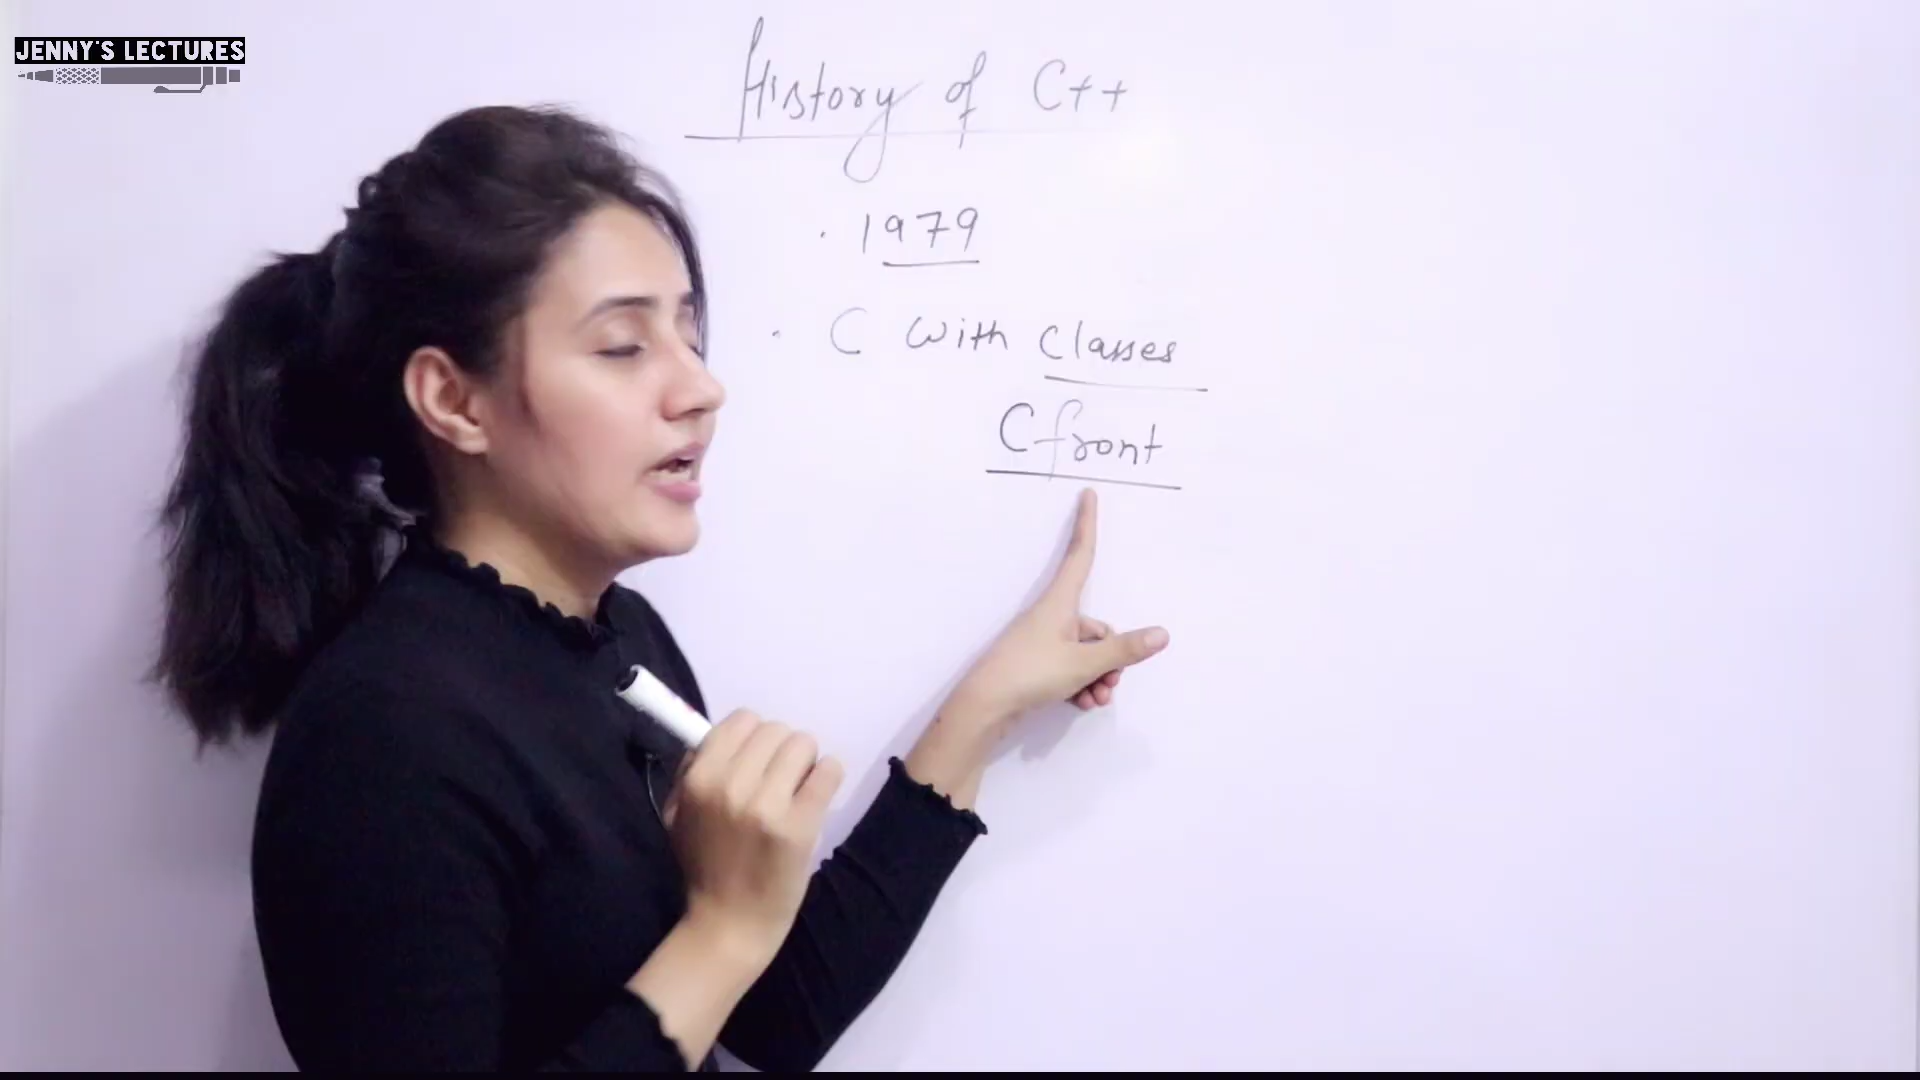 JENNY'S LECTURES
History of C++
. 1979
. C with classes
Cfront